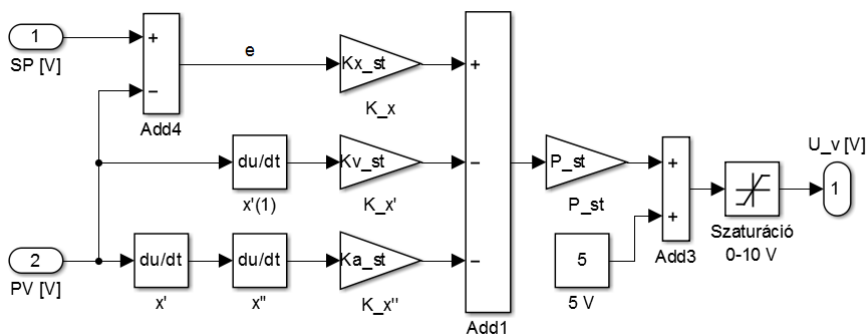 1
SP [V]
+
−
Add4
e
Kx_st
K_x
du/dt
x'(1)
Kv_st
K_x'
2
PV [V]
du/dt
x'
du/dt
x''
Ka_st
K_x''
+
−
−
Add1
P_st
P_st
5
5 V
+
+
Add3
Szaturáció
0-10 V
U_v [V]
1